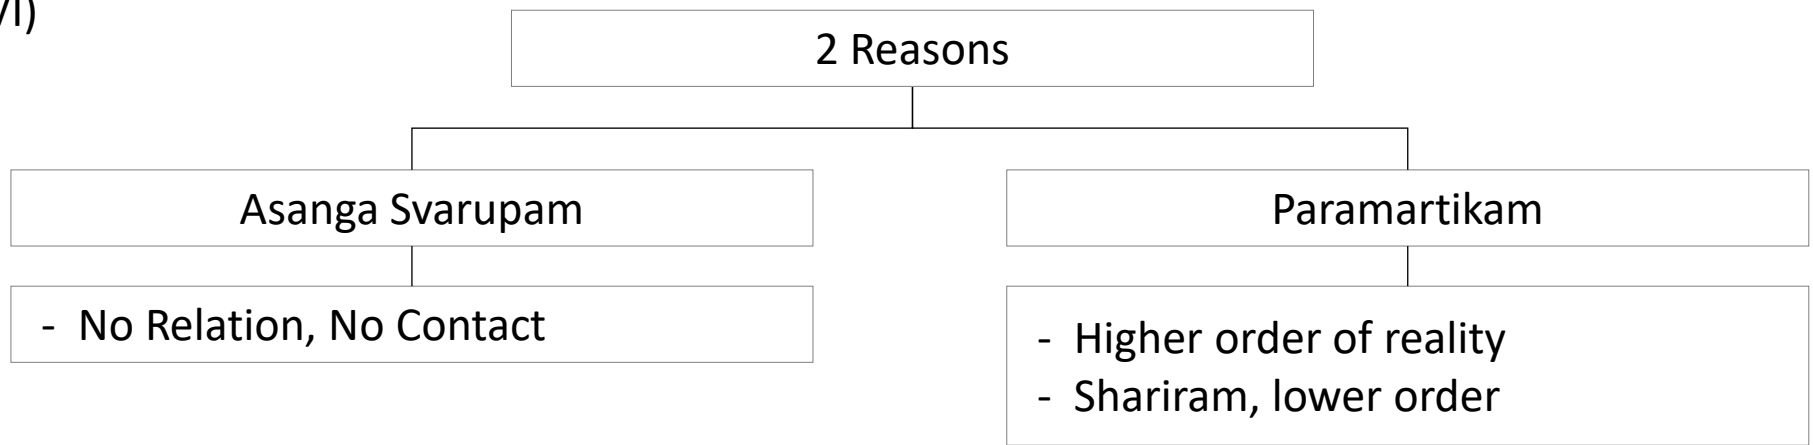 VI)
2 Reasons
Asanga Svarupam
Paramartikam
- No Relation, No Contact
- Higher order of reality
- Shariram, lower order